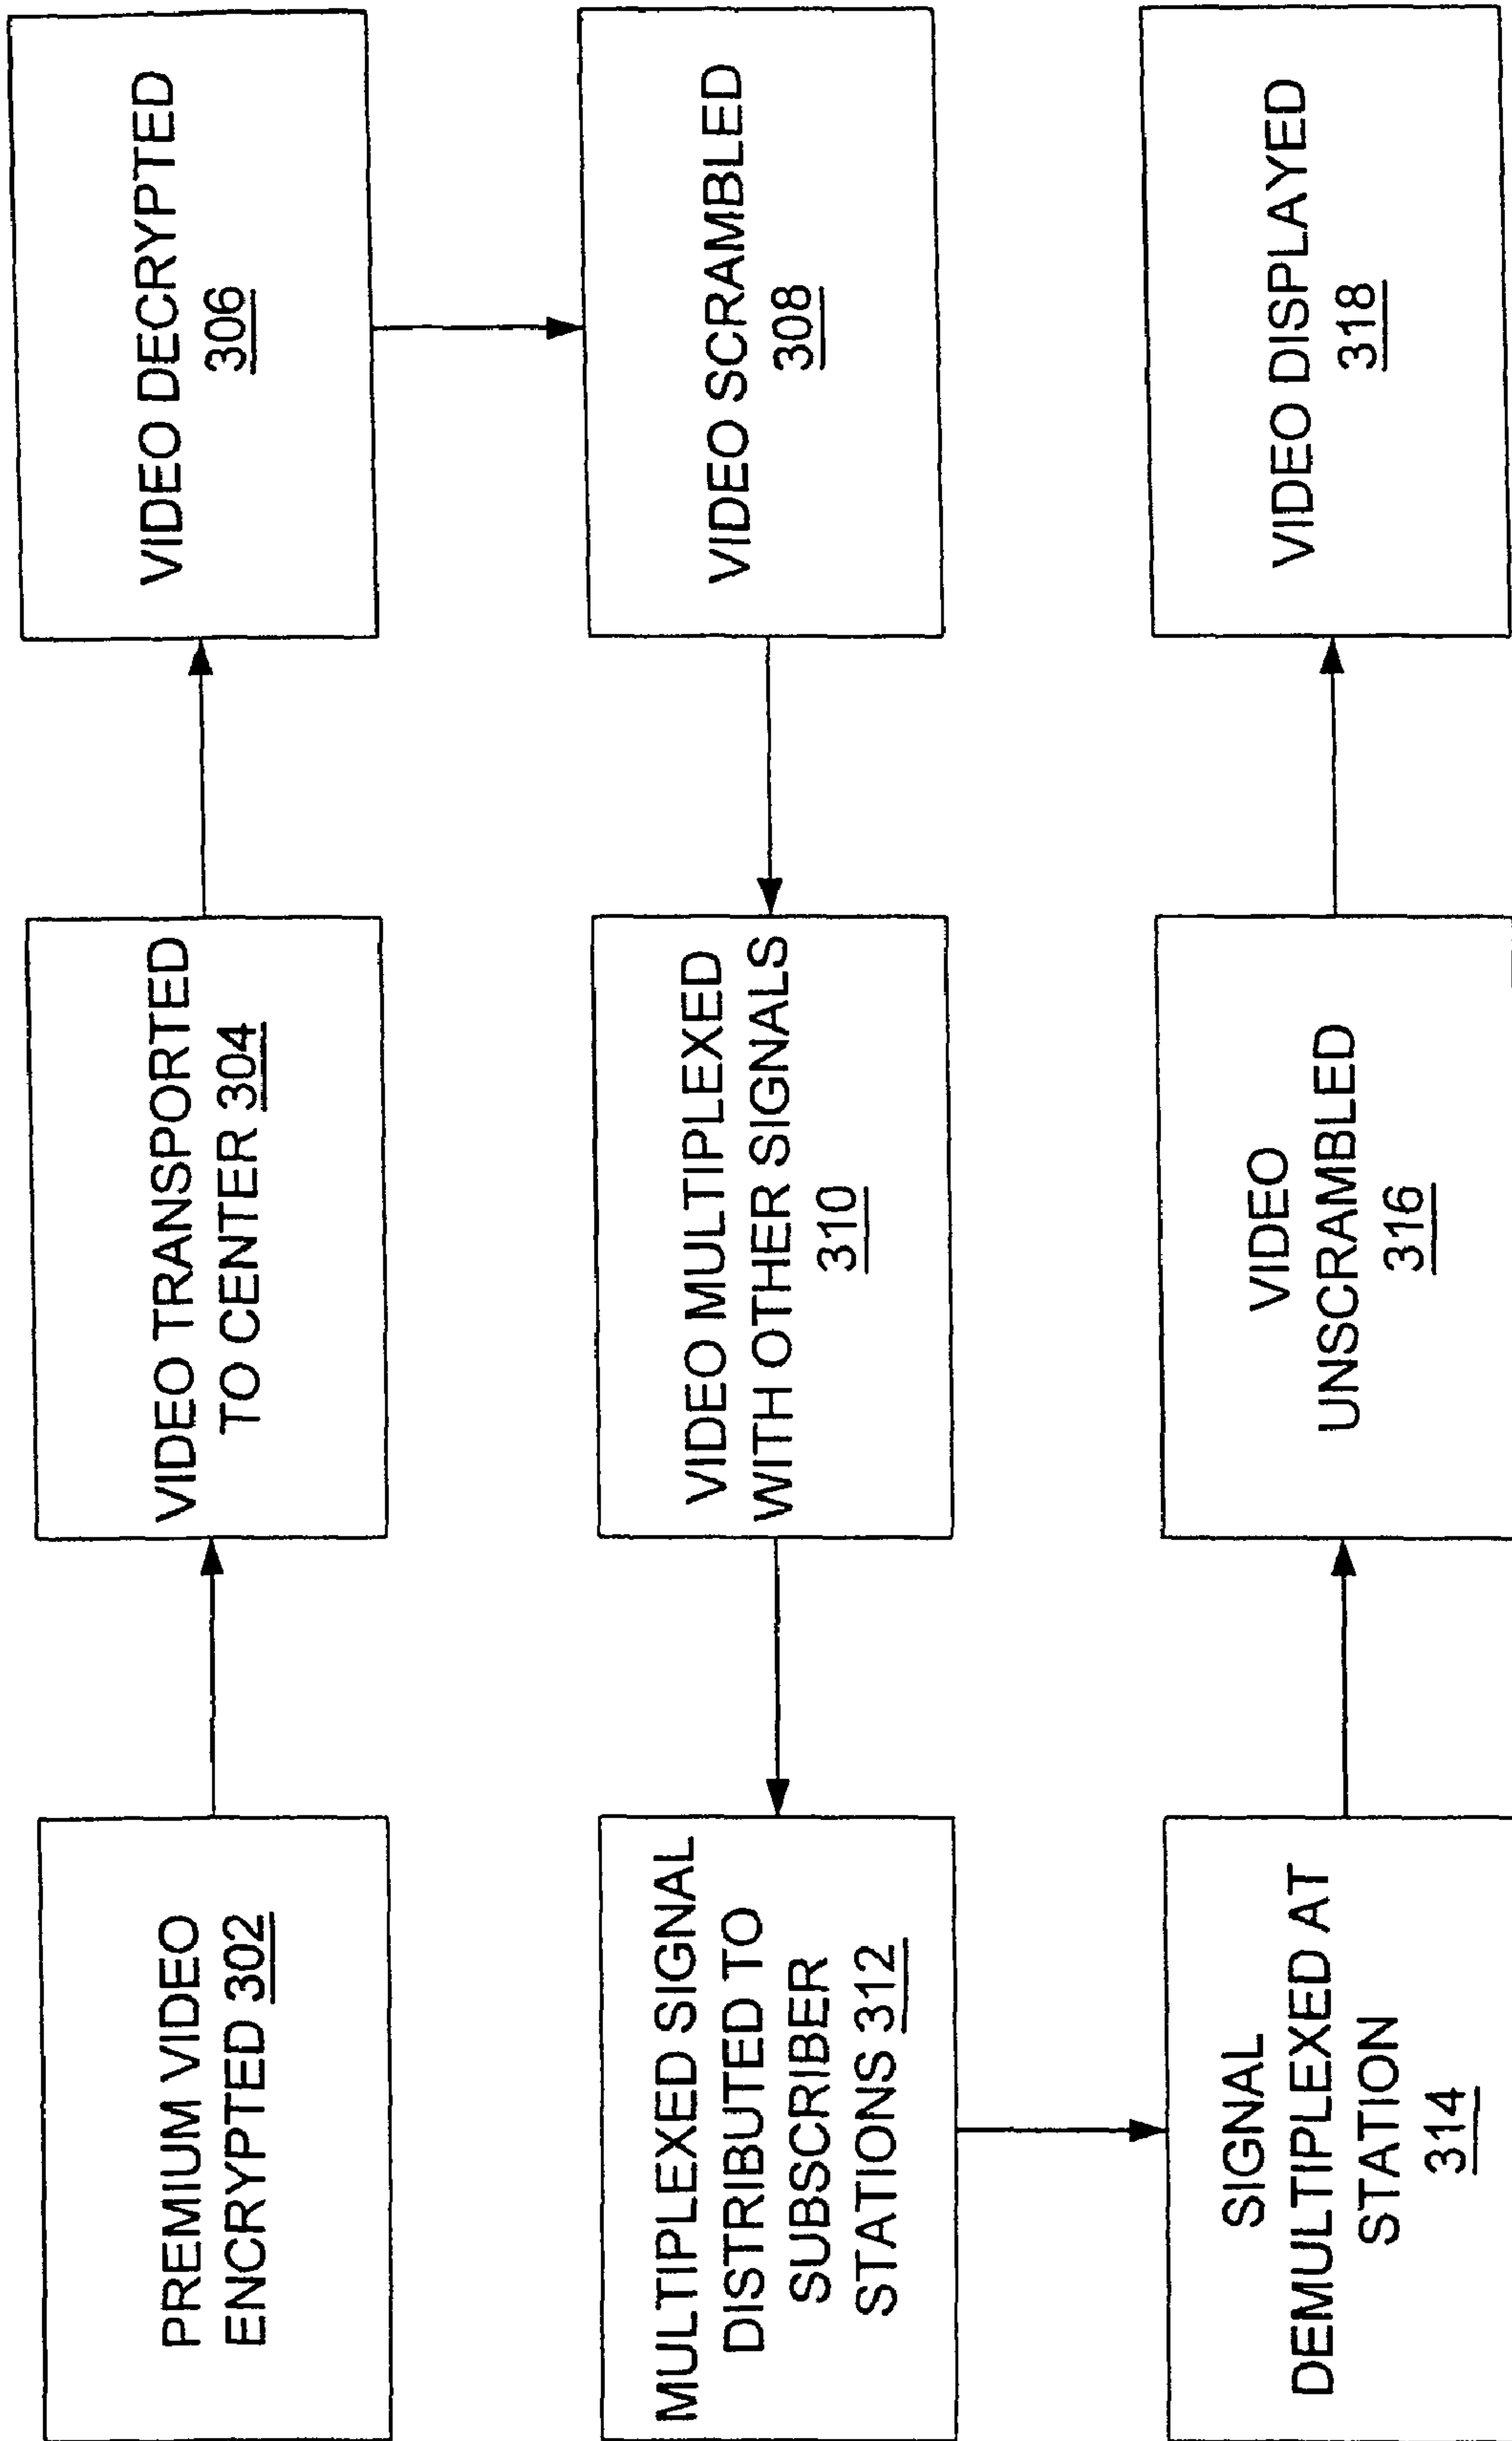 PREMIUM VIDEO
ENCRYPTED 302
VIDEO TRANSPORTED
TO CENTER 304
VIDEO DECRYPTED
306
VIDEO SCRAMBLED
308
VIDEO MULTIPLEXED
WITH OTHER SIGNALS
310
MULTIPLEXED SIGNAL
DISTRIBUTED TO
SUBSCRIBER
STATIONS 312
SIGNAL
DEMULTIPLEXED AT
STATION
314
VIDEO
UNSCRAMBLED
316
VIDEO DISPLAYED
318